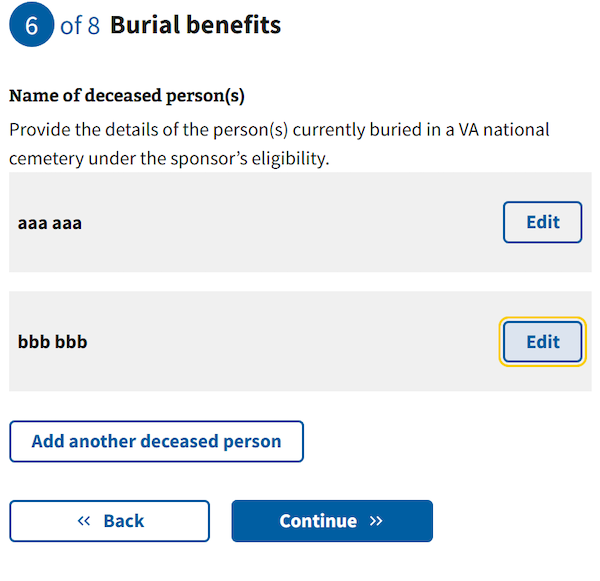 6 of 8 Burial benefits
Name of deceased person(s)
Provide the details of the person(s) currently buried in a VA national
cemetery under the sponsor’s eligibility.
aaa aaa
Edit
bbb bbb
Edit
Add another deceased person
« Back
Continue »